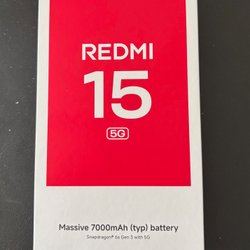 REDMI
15
5G
Massive 7000mAh (typ) battery
Snapdragon® 6s Gen 3 with 5G